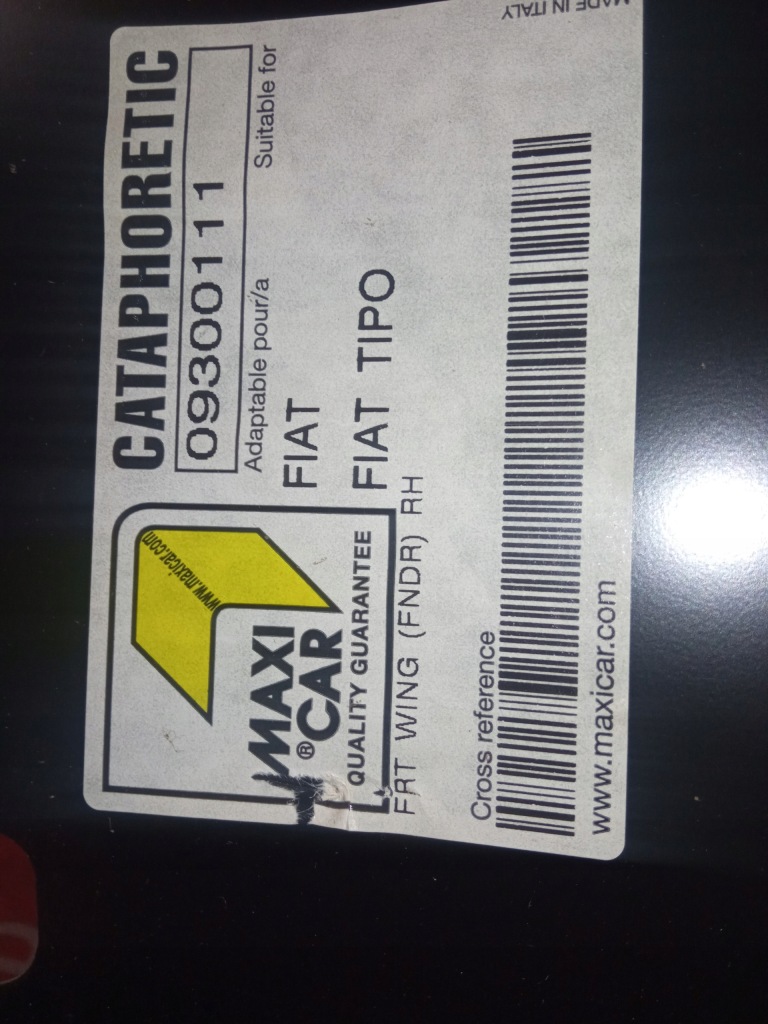 CATAPHORETIC
09300111
Adaptable pour/a Suitable for
FIAT
FIAT TIPO
www.maxicar.com
MAXI
®CAR
QUALITY GUARANTEE
FRT WING (FNDR) RH
Cross reference
www.maxicar.com
MADE IN ITALY